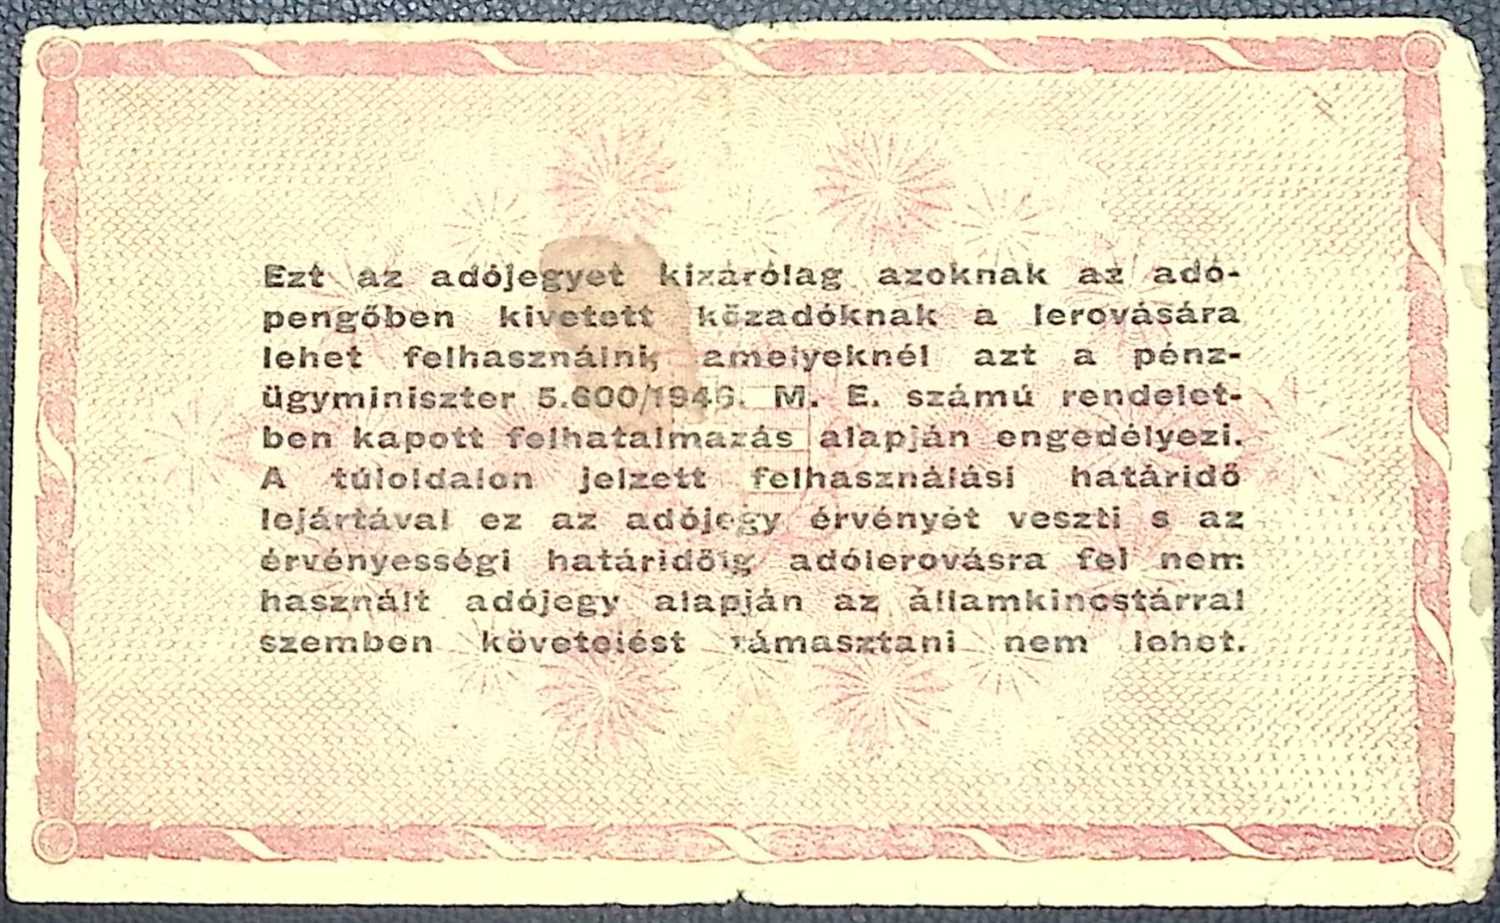 Ezt az adójegyet kizárólag azoknak az adó-
pengőben kivetett közadóknak a lerovására
lehet felhasználni, amelyeknél azt a pénz-
ügyminiszter 5.600/1946. M. E. számú rendelet-
ben kapott felhatalmazás alapján engedélyezi.
A túloldalon jelzett felhasználási határidő
lejártával ez az adójegy érvényét veszti s az
érvényességi határidőig adólerovásra fel nem
használt adójegy alapján az államkincstárral
szemben követelést támasztani nem lehet.